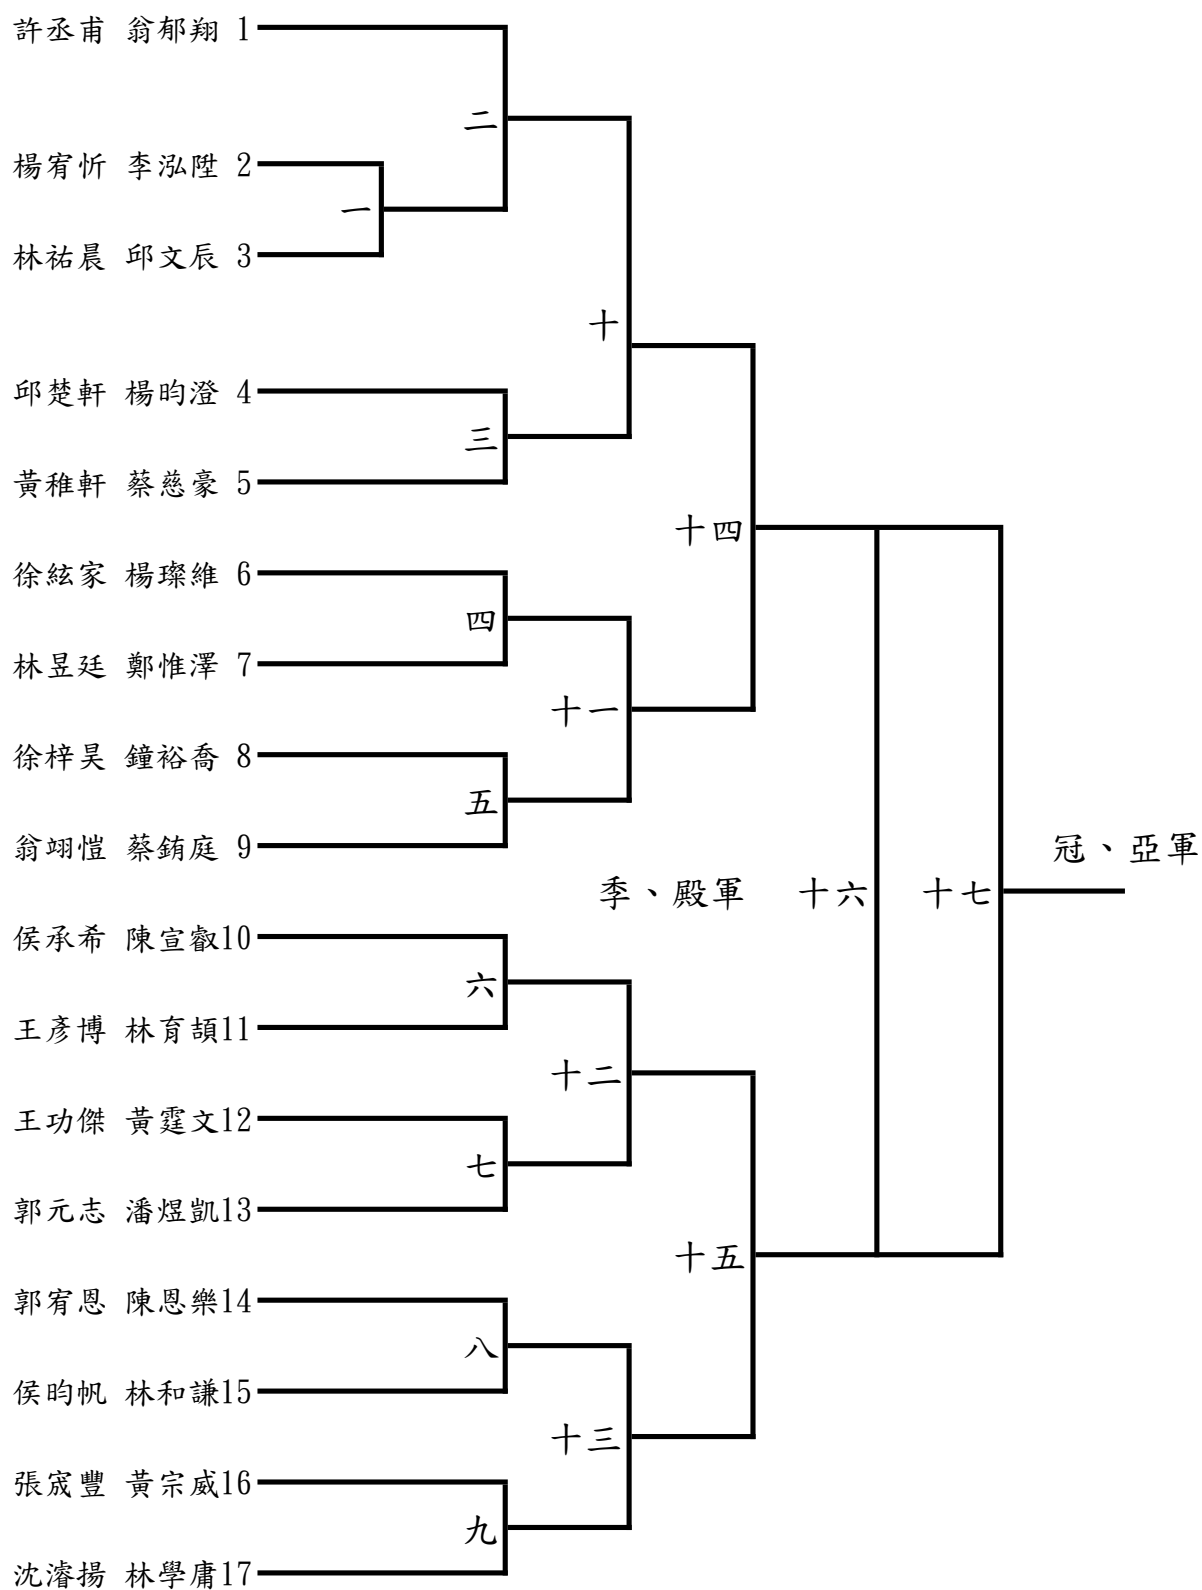 許丞甫 翁郁翔 1
二
楊宥忻 李泓陞 2
一
林祐晨 邱文辰 3
十
邱楚軒 楊昀澄 4
三
黃稚軒 蔡慈豪 5
十四
徐絃家 楊璨維 6
四
林昱廷 鄭惟澤 7
十一
徐梓昊 鐘裕喬 8
五
翁翊愷 蔡銪庭 9
冠、亞軍
季、殿軍 十六 十七
侯承希 陳宣叡10
六
王彥博 林育頡11
十二
王功傑 黃霆文12
七
郭元志 潘煜凱13
十五
郭宥恩 陳恩樂14
八
侯昀帆 林和謙15
十三
張宬豐 黃宗威16
九
沈濬揚 林學庸17